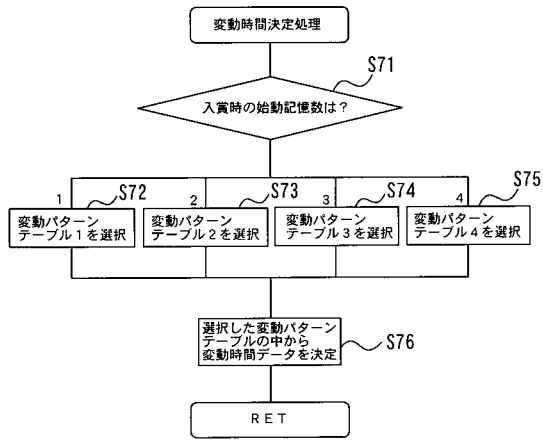 変動時間決定処理
S71
入賞時の始動記憶数は？
1
S72
2
S73
3
S74
4
S75
変動パターン
テーブル１を選択
変動パターン
テーブル２を選択
変動パターン
テーブル３を選択
変動パターン
テーブル４を選択
選択した変動パターン
テーブルの中から
変動時間データを決定
S76
ＲＥＴ